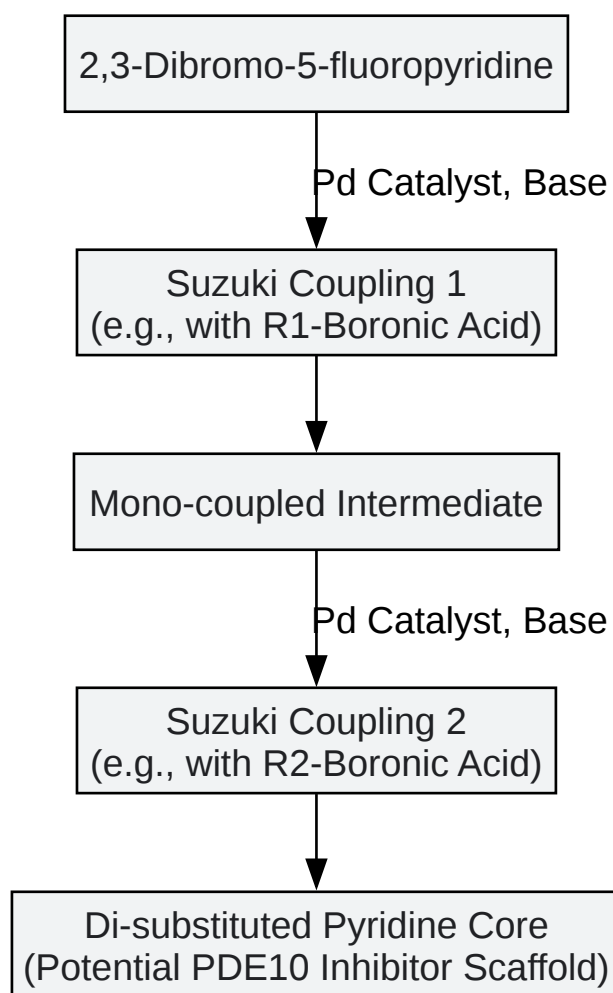 2,3-Dibromo-5-fluoropyridine
Pd Catalyst, Base
Suzuki Coupling 1
(e.g., with R1-Boronic Acid)
Mono-coupled Intermediate
Pd Catalyst, Base
Suzuki Coupling 2
(e.g., with R2-Boronic Acid)
Di-substituted Pyridine Core
(Potential PDE10 Inhibitor Scaffold)